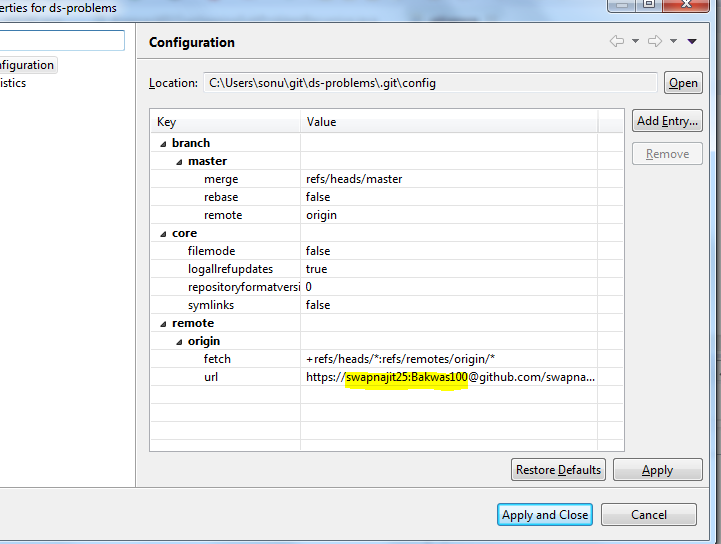 erties for ds-problems
Configuration
nfiguration
istics
Location: C:\Users\sonu\git\ds-problems\.git\config Open
Key Value Add Entry...
branch Remove
master
merge refs/heads/master
rebase false
remote origin
core
filemode false
logallrefupdates true
repositoryformatversi 0
symlinks false
remote
origin
fetch +refs/heads/*:refs/remotes/origin/*
url https://swapnajit25:Bakwas100@github.com/swapna...
Restore Defaults Apply
Apply and Close Cancel